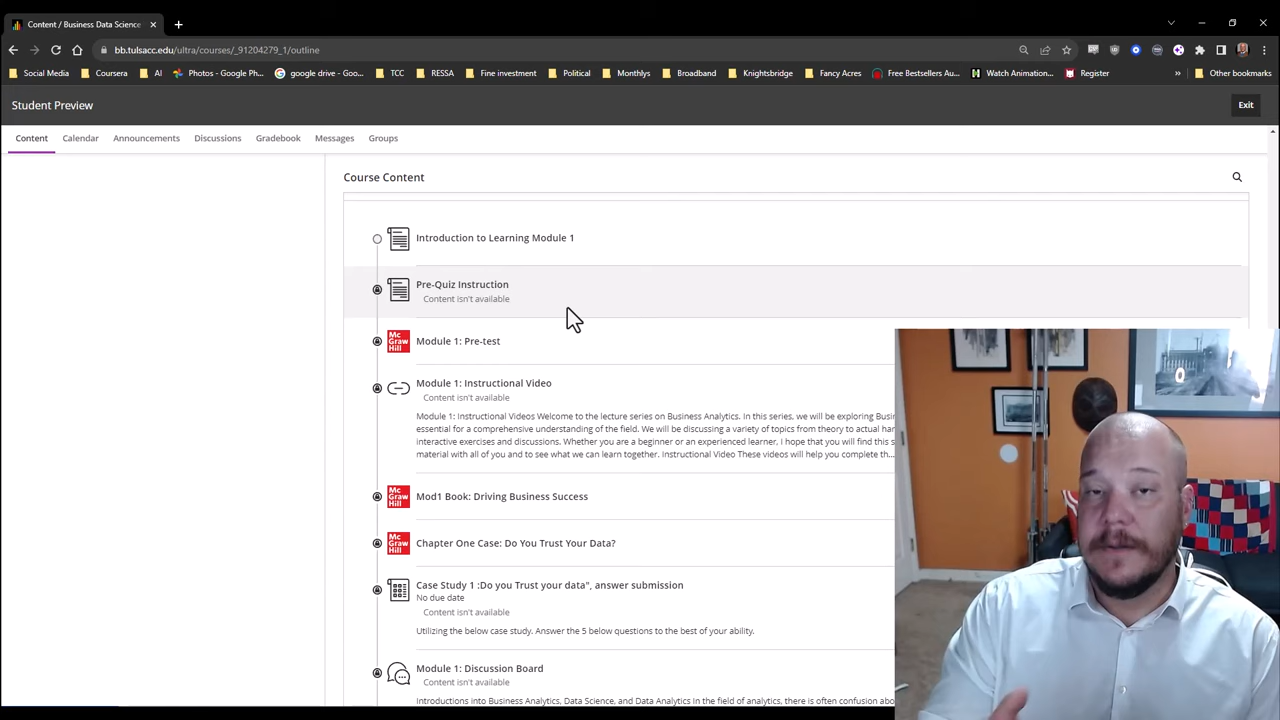 Content / Business Data Science
bb.tulsacc.edu/ultra/courses/_91204279_1/outline
Social Media
Coursera
AI
Photos - Google Ph...
google drive - Goo...
TCC
RESSA
Fine investment
Political
Monthlys
Broadband
Knightsbridge
Fancy Acres
Free Bestsellers Au...
Watch Animation...
Register
Other bookmarks
Student Preview
Exit
Content
Calendar
Announcements
Discussions
Gradebook
Messages
Groups
Course Content
Introduction to Learning Module 1
Pre-Quiz Instruction
Content isn't available
Mc Graw Hill
Module 1: Pre-test
Module 1: Instructional Video
Content isn't available
Module 1: Instructional Videos Welcome to the lecture series on Business Analytics. In this series, we will be exploring Busi
essential for a comprehensive understanding of the field. We will be discussing a variety of topics from theory to actual har
interactive exercises and discussions. Whether you are a beginner or an experienced learner, I hope that you will find this s
material with all of you and to see what we can learn together. Instructional Video These videos will help you complete th...
Mc Graw Hill
Mod1 Book: Driving Business Success
Mc Graw Hill
Chapter One Case: Do You Trust Your Data?
Case Study 1 :Do you Trust your data", answer submission
No due date
Content isn't available
Utilizing the below case study. Answer the 5 below questions to the best of your ability.
Module 1: Discussion Board
Content isn't available
Introductions into Business Analytics, Data Science, and Data Analytics In the field of analytics, there is often confusion abo